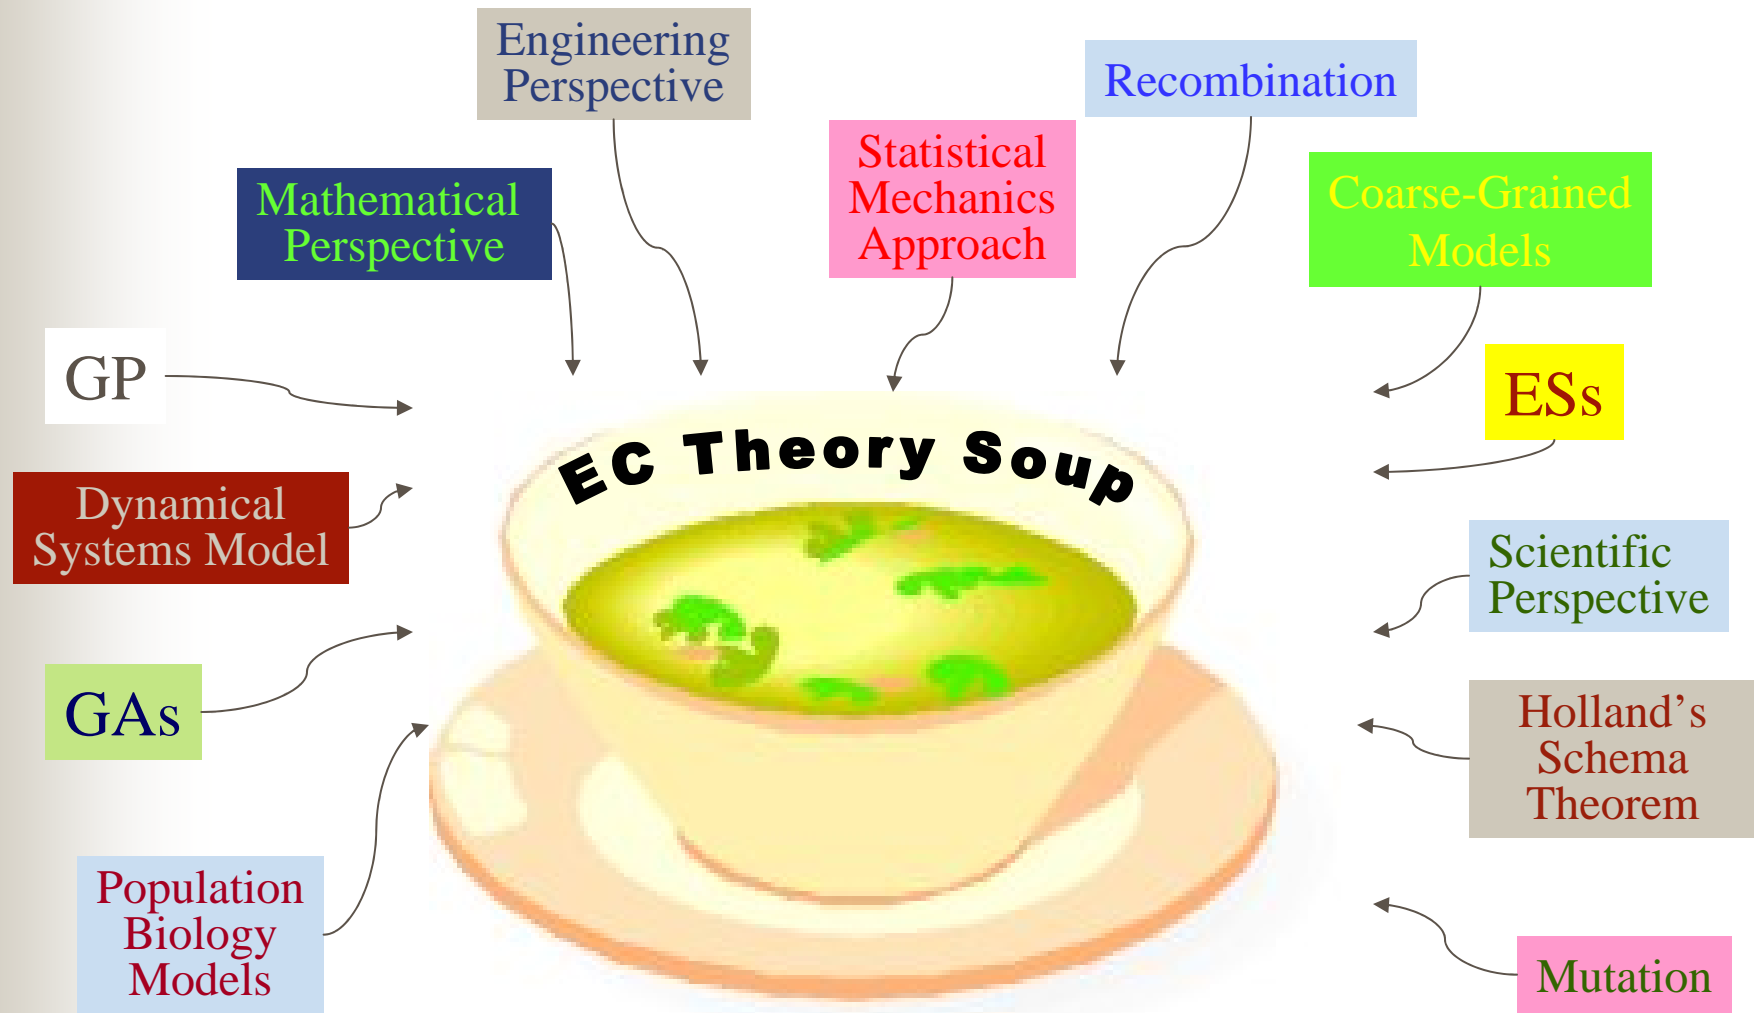 Engineering
Perspective
Recombination
Statistical
Mechanics
Approach
Mathematical
Perspective
Coarse-Grained
Models
GP
ESs
EC Theory Soup
Dynamical
Systems Model
Scientific
Perspective
GAs
Holland’s
Schema
Theorem
Population
Biology
Models
Mutation